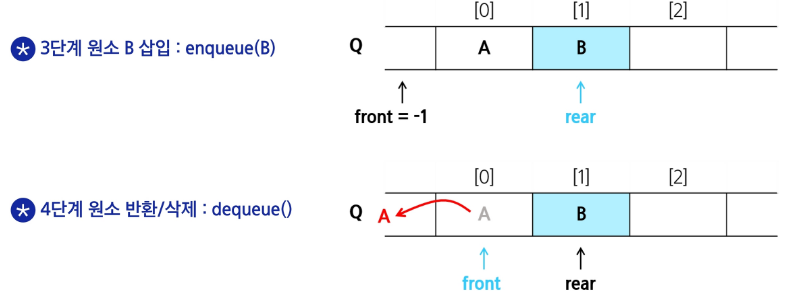 [0] [1] [2]
* 3단계 원소 B 삽입 : enqueue(B) Q A B
front = -1 rear
[0] [1] [2]
* 4단계 원소 반환/삭제 : dequeue() Q A A B
front rear